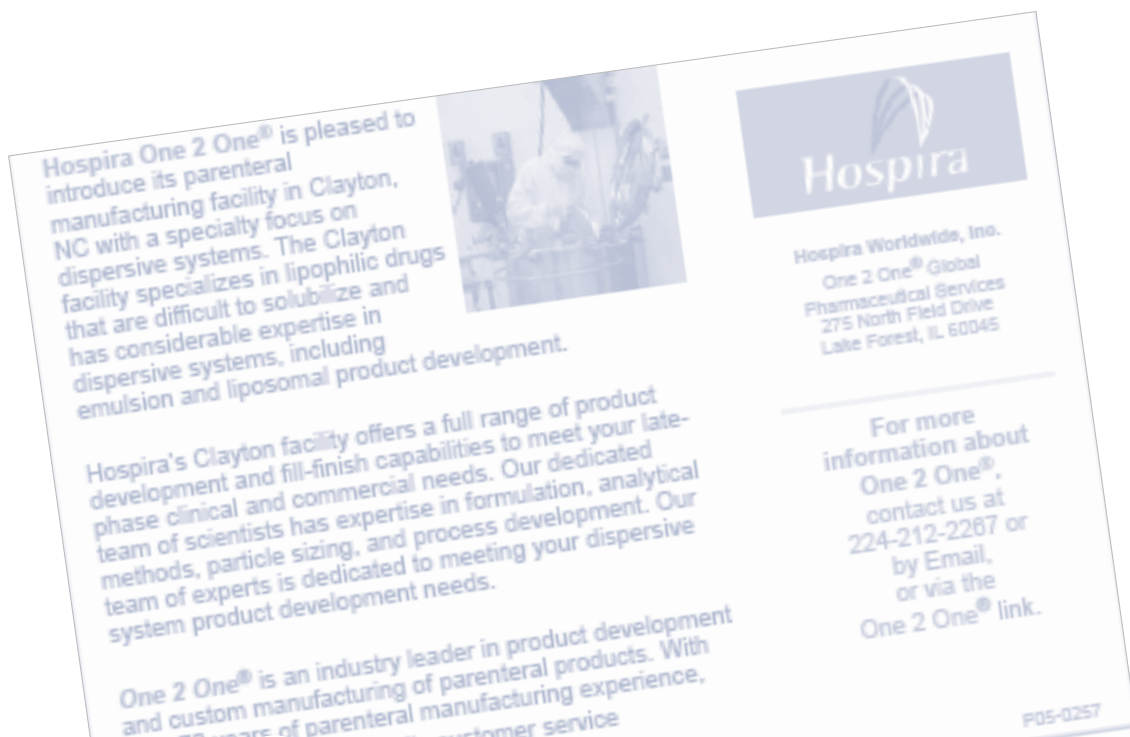 Hospira One 2 One® is pleased to
introduce its parenteral
manufacturing facility in Clayton,
NC with a specialty focus on
dispersive systems. The Clayton
facility specializes in lipophilic drugs
that are difficult to solubilize and
has considerable expertise in
dispersive systems, including
emulsion and liposomal product development.
Hospira's Clayton facility offers a full range of product
development and fill-finish capabilities to meet your late-
phase clinical and commercial needs. Our dedicated
team of scientists has expertise in formulation, analytical
methods, particle sizing, and process development. Our
team of experts is dedicated to meeting your dispersive
system product development needs.
One 2 One® is an industry leader in product development
and custom manufacturing of parenteral products. With
years of parenteral manufacturing experience,
customer service
Hospira
Hospira Worldwide, Inc.
One 2 One® Global
Pharmaceutical Services
275 North Field Drive
Lake Forest, IL 60045
For more
information about
One 2 One®,
contact us at
224-212-2267 or
by Email,
or via the
One 2 One® link.
P05-0257